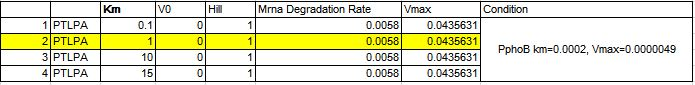 Km V0 Hill Mrna Degradation Rate Vmax Condition
1 PTLPA 0.1 0 1 0.0058 0.0435631
2 PTLPA 1 0 1 0.0058 0.0435631
PphoB km=0.0002, Vmax=0.0000049
3 PTLPA 10 0 1 0.0058 0.0435631
4 PTLPA 15 0 1 0.0058 0.0435631